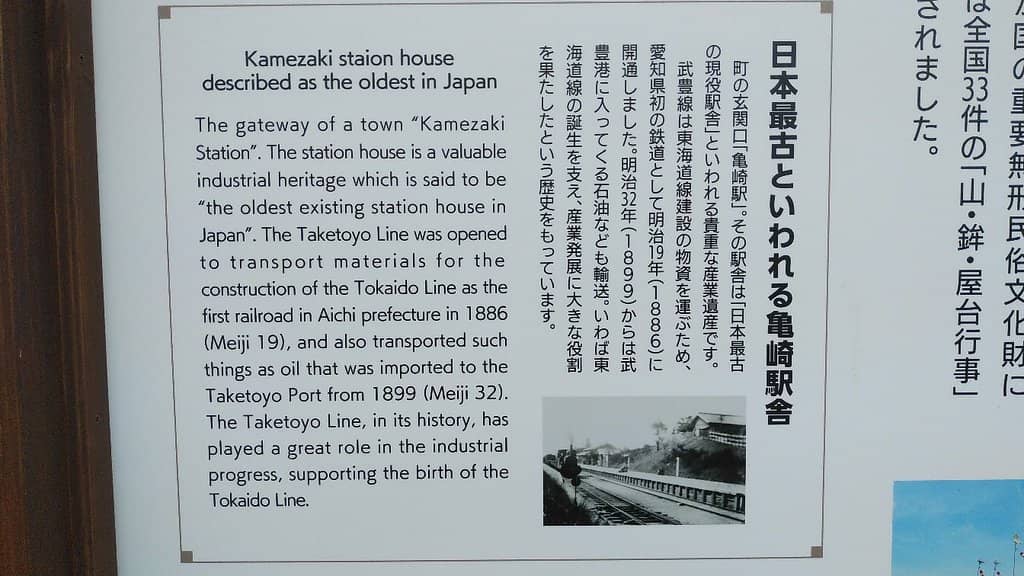 Kamezaki staion house
described as the oldest in Japan
The gateway of a town “Kamezaki
Station”. The station house is a valuable
industrial heritage which is said to be
“the oldest existing station house in
Japan”. The Taketoyo Line was opened
to transport materials for the
construction of the Tokaido Line as the
first railroad in Aichi prefecture in 1886
(Meiji 19), and also transported such
things as oil that was imported to the
Taketoyo Port from 1899 (Meiji 32).
The Taketoyo Line, in its history, has
played a great role in the industrial
progress, supporting the birth of the
Tokaido Line.
日本最古といわれる亀崎駅舎
町の玄関口「亀崎駅」。その駅舎は「日本最古
の現役駅舎」といわれる貴重な産業遺産です。
武豊線は東海道線建設の物資を運ぶため、
愛知県初の鉄道として明治19年(1886)に
開通しました。明治32年(1899)からは武
豊港に入ってくる石油なども輸送。いわば東
海道線の誕生を支え、産業発展に大きな役割
を果たしたという歴史をもっています。
国の重要無形民俗文化財に
は全国33件の「山・鉾・屋台行事」
されました。